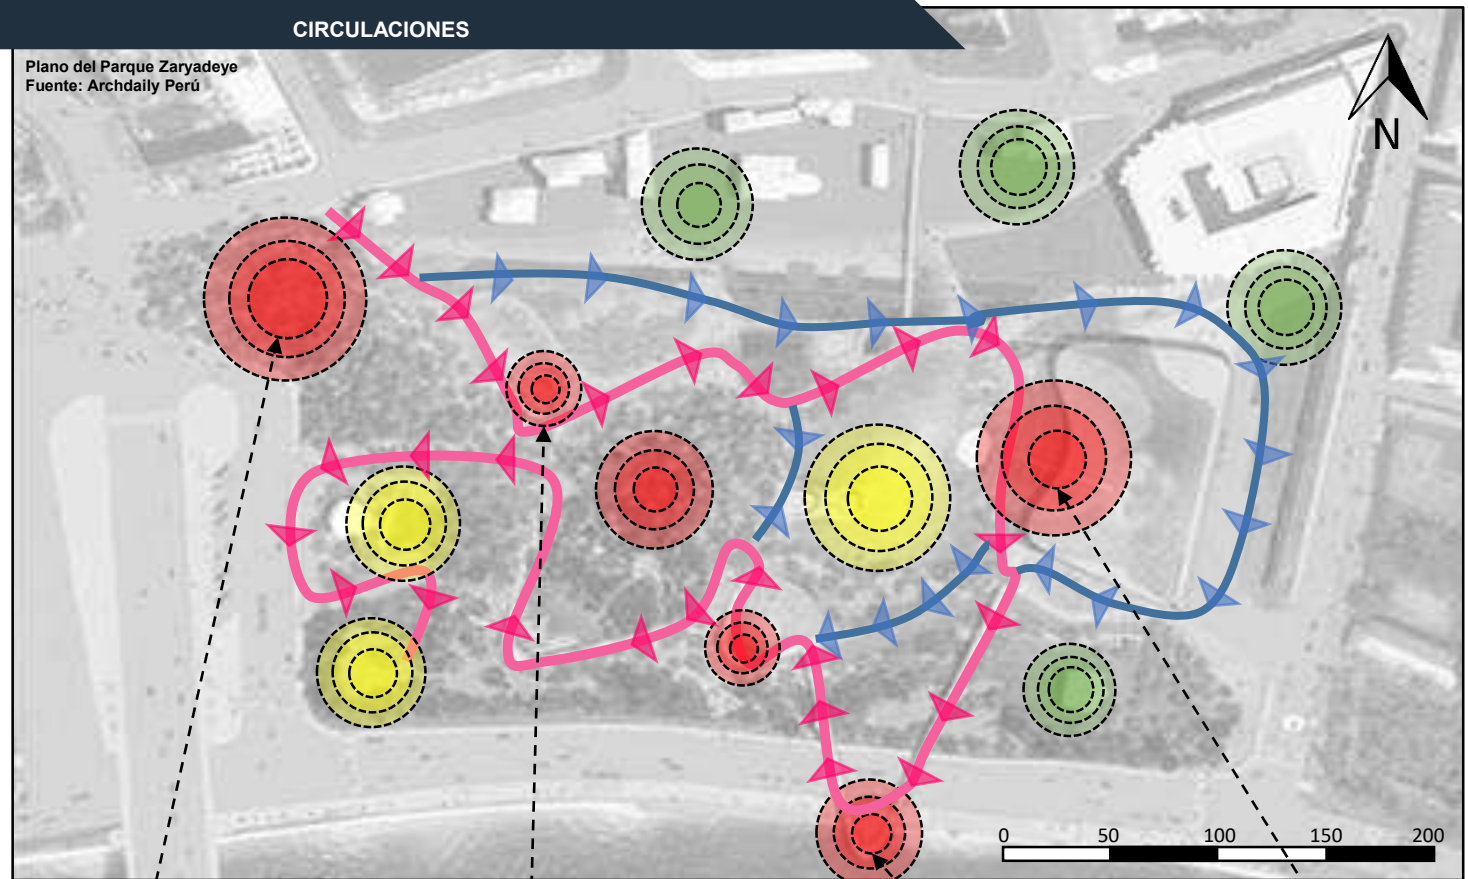 CIRCULACIONES
Plano del Parque Zaryadeye
Fuente: Archdaily Perú
N
0 50 100 150 200